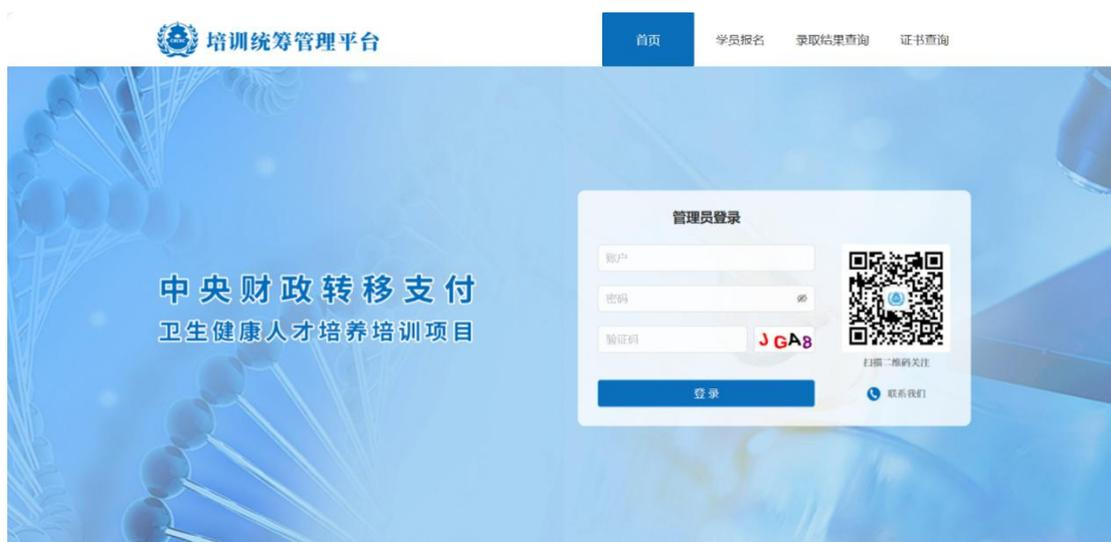 培训统筹管理平台
首页 学员报名 录取结果查询 证书查询
中央财政转移支付
卫生健康人才培养培训项目
管理员登录
账户
密码
验证码 JGAB
登录
扫描二维码关注
联系我们